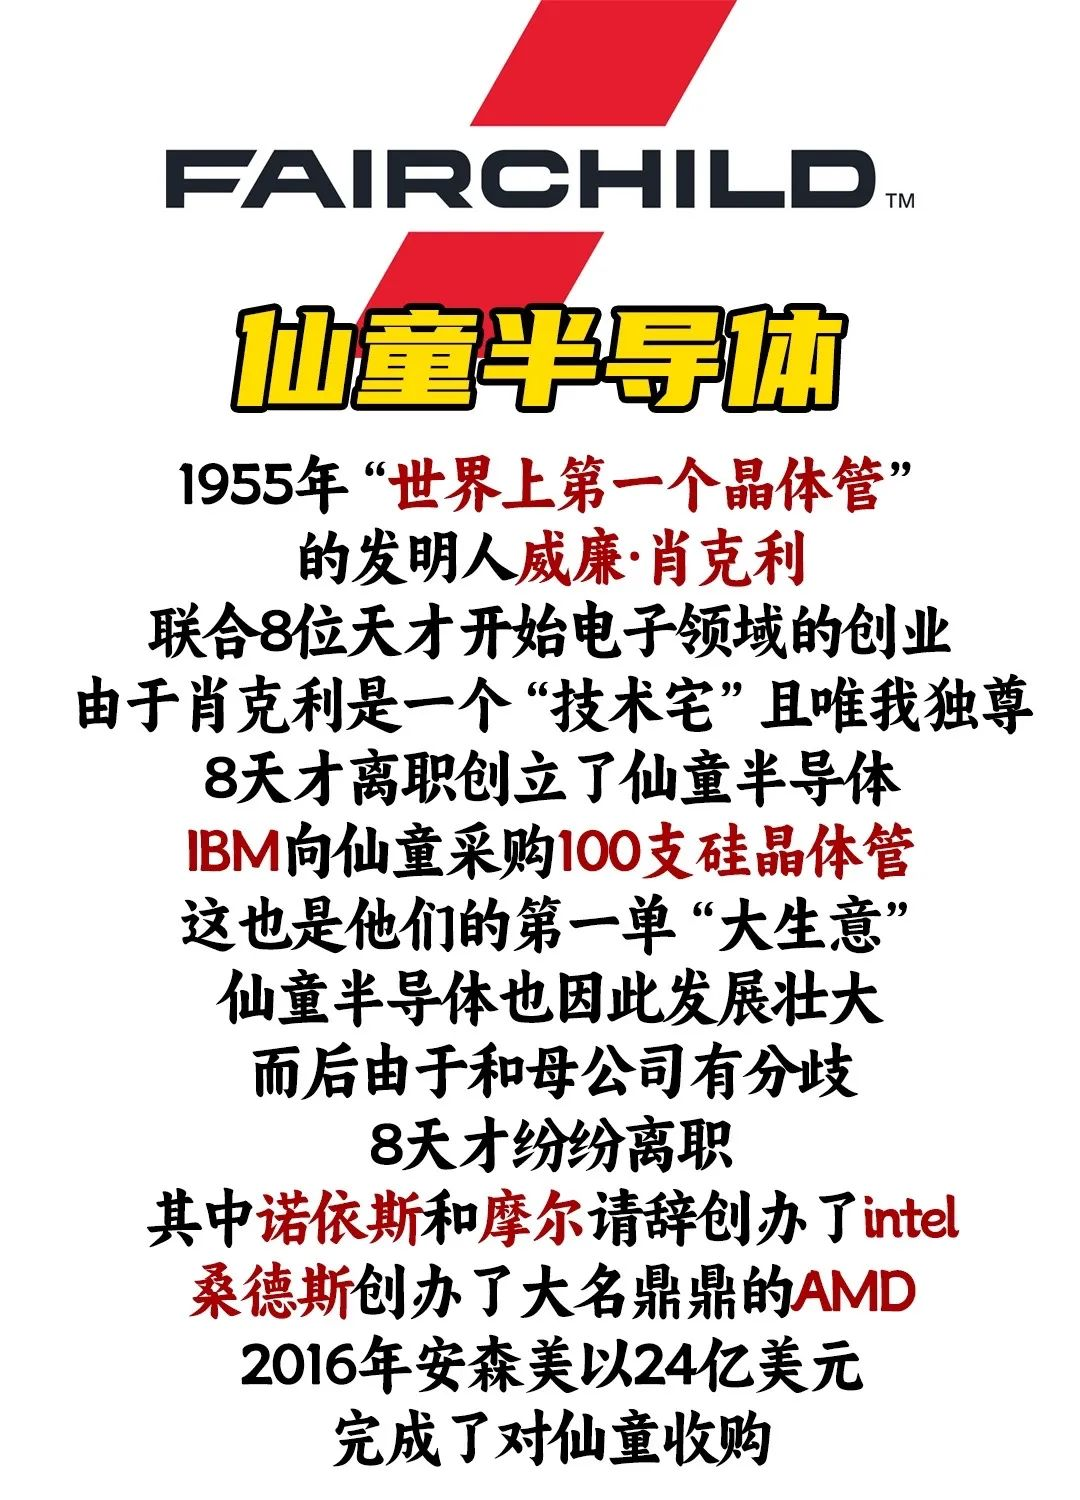 FAIRCHILD™
仙童半导体
1955年“世界上第一个晶体管”
的发明人威廉·肖克利
联合8位天才开始电子领域的创业
由于肖克利是一个“技术宅”且唯我独尊
8天才离职创立了仙童半导体
IBM向仙童采购100支硅晶体管
这也是他们的第一单“大生意”
仙童半导体也因此发展壮大
而后由于和母公司有分歧
8天才纷纷离职
其中诺依斯和摩尔请辞创办了intel
桑德斯创办了大名鼎鼎的AMD
2016年安森美以24亿美元
完成了对仙童收购